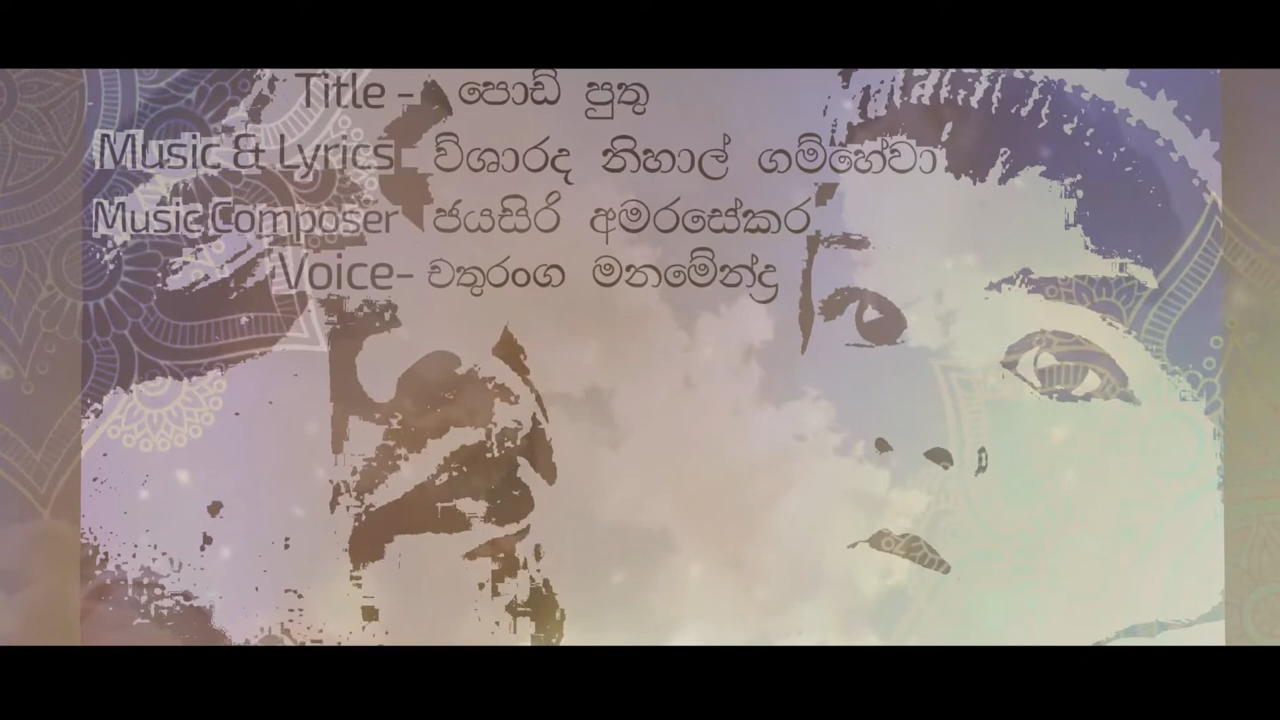 Title - පොඩි පුතු
Music & Lyrics - විශාරද නිහාල් ගම්හේවා
Music Composer - ජයසිරි අමරසේකර
Voice- චතුරංග මනමේන්ද්‍ර